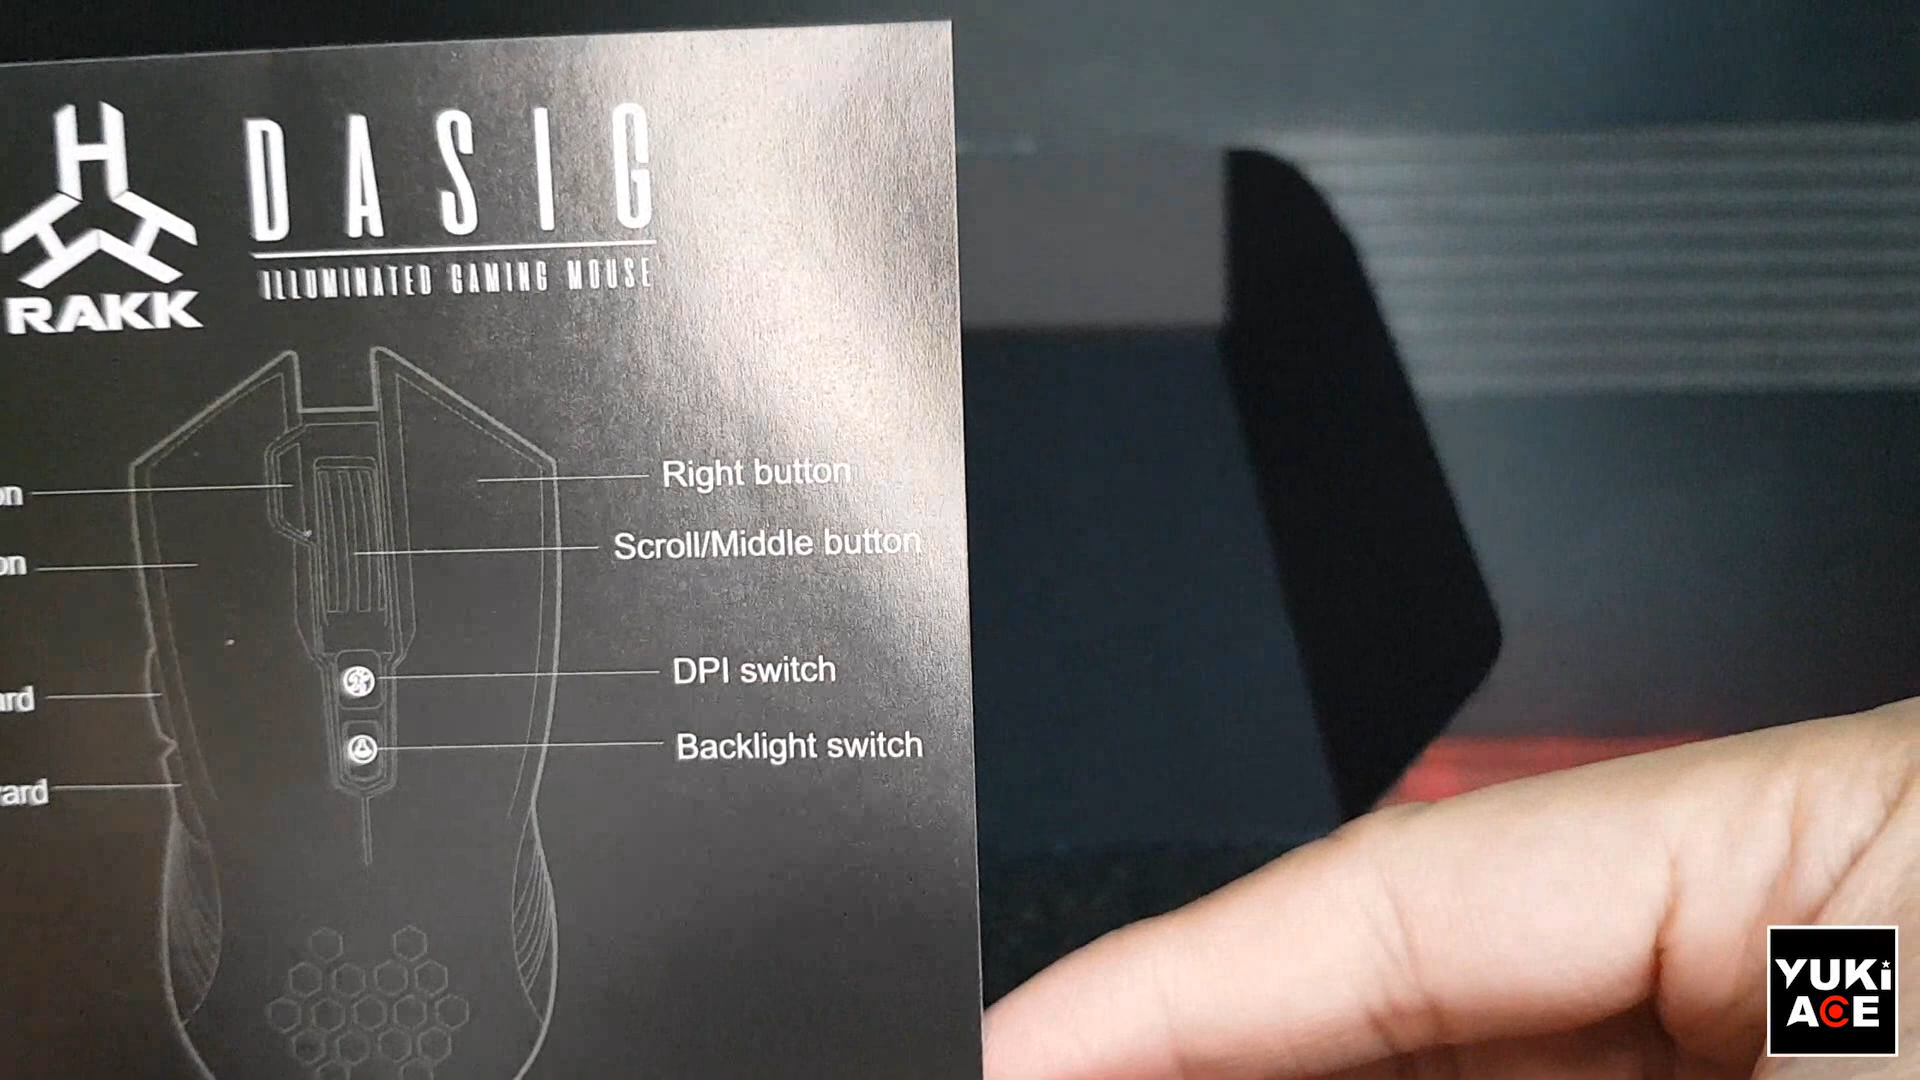 RAKK
DASIG
ILLUMINATED GAMING MOUSE
Right button
Scroll/Middle button
DPI switch
Backlight switch
YUKi
ACE